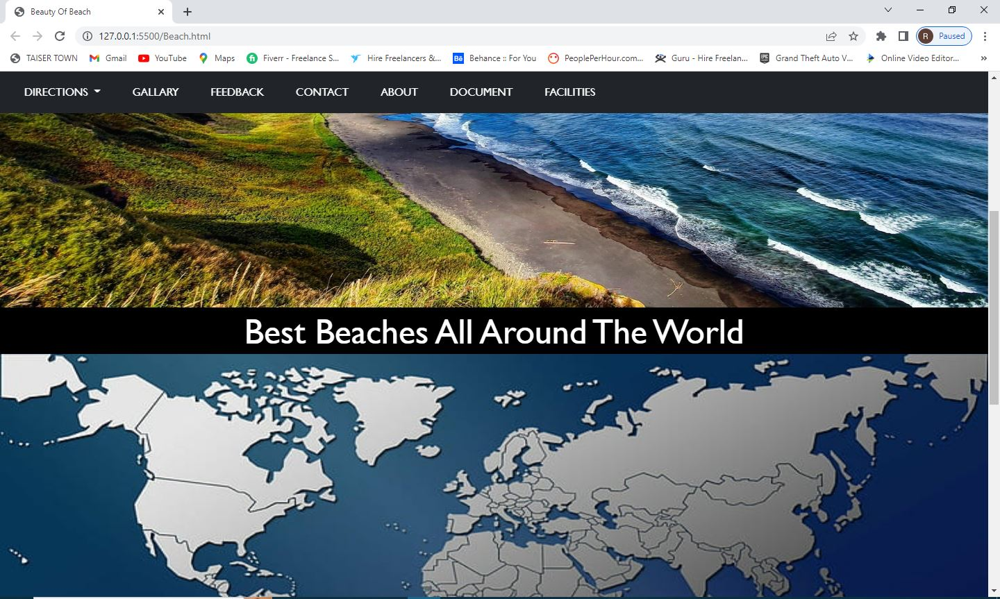 Beauty Of Beach
127.0.0.1:5500/Beach.html
R Paused
TAISER TOWN Gmail YouTube Maps Fiverr - Freelance S... Hire Freelancers &... Bē Behance :: For You PeoplePerHour.com... Guru - Hire Freelan... Grand Theft Auto V... Online Video Editor... »
DIRECTIONS GALLARY FEEDBACK CONTACT ABOUT DOCUMENT FACILITIES
Best Beaches All Around The World